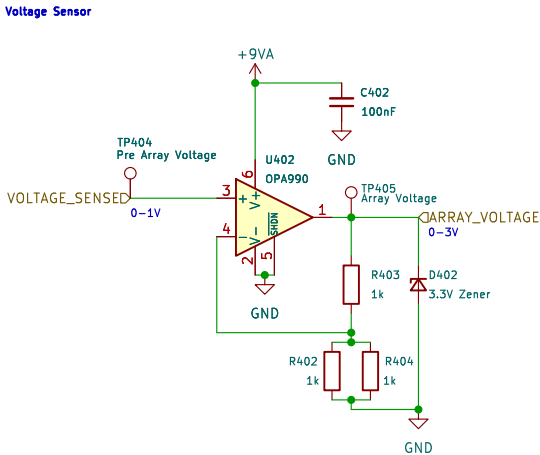 Voltage Sensor
+9VA
C402
100nF
GND
TP404
Pre Array Voltage
VOLTAGE_SENSE
0-1V
U402
OPA990
6
3
+
V+
1
4
-
V-
SHDN
2
5
GND
TP405
Array Voltage
ARRAY_VOLTAGE
0-3V
R403
1k
D402
3.3V Zener
R402
1k
R404
1k
GND